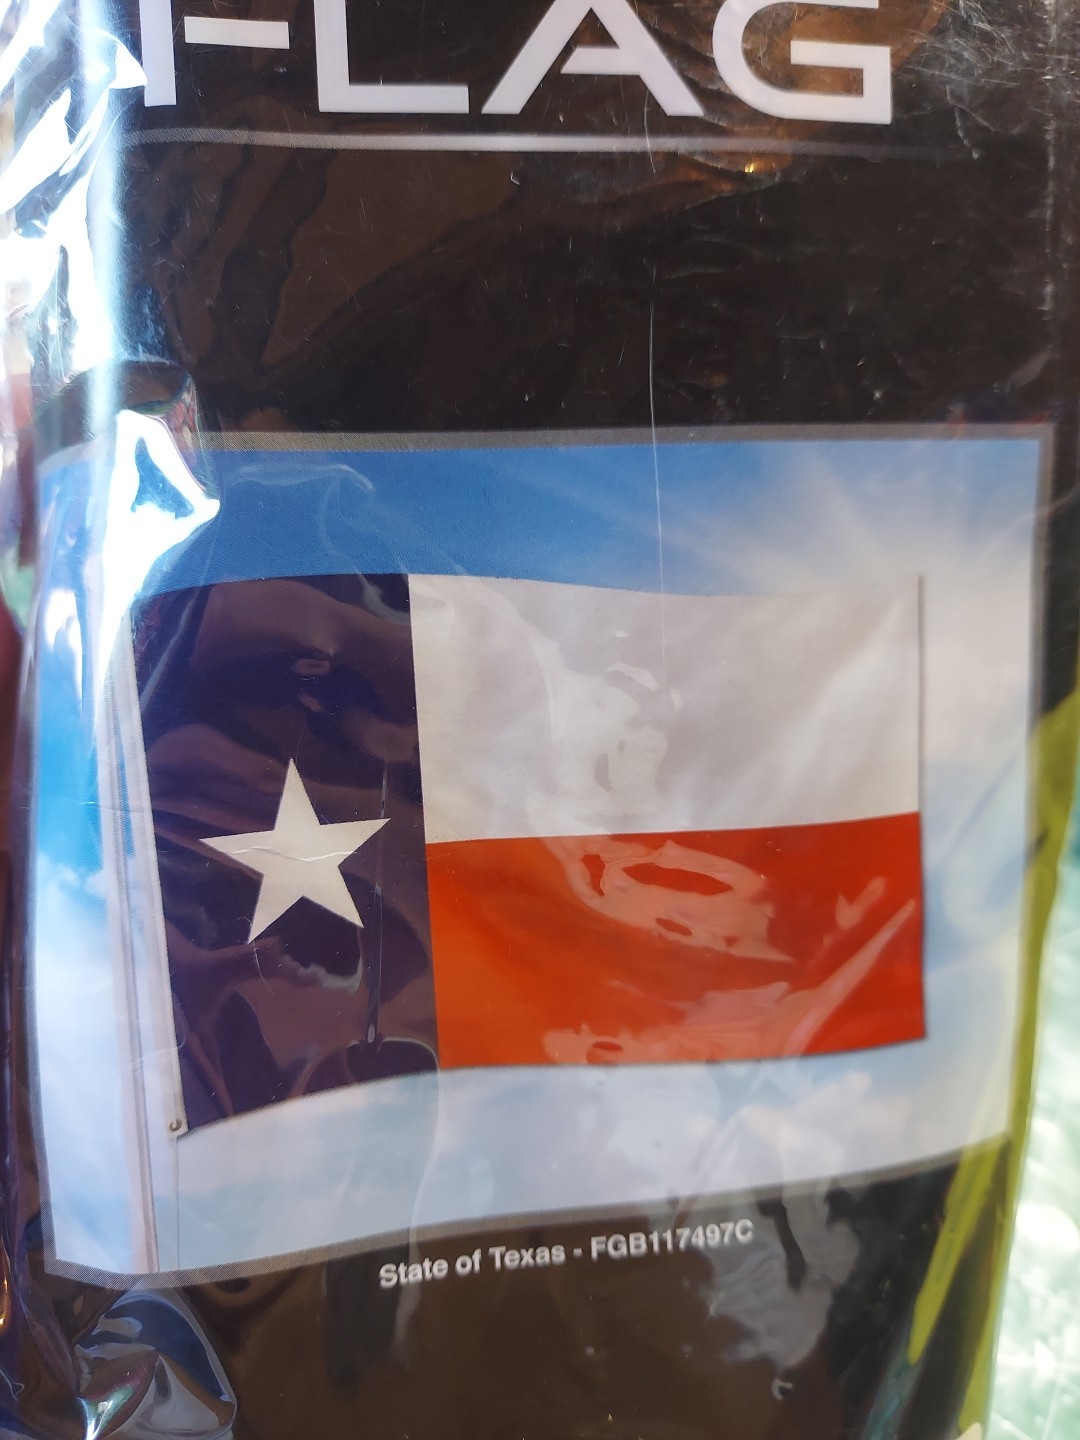 FLAG
State of Texas - FGB117497C